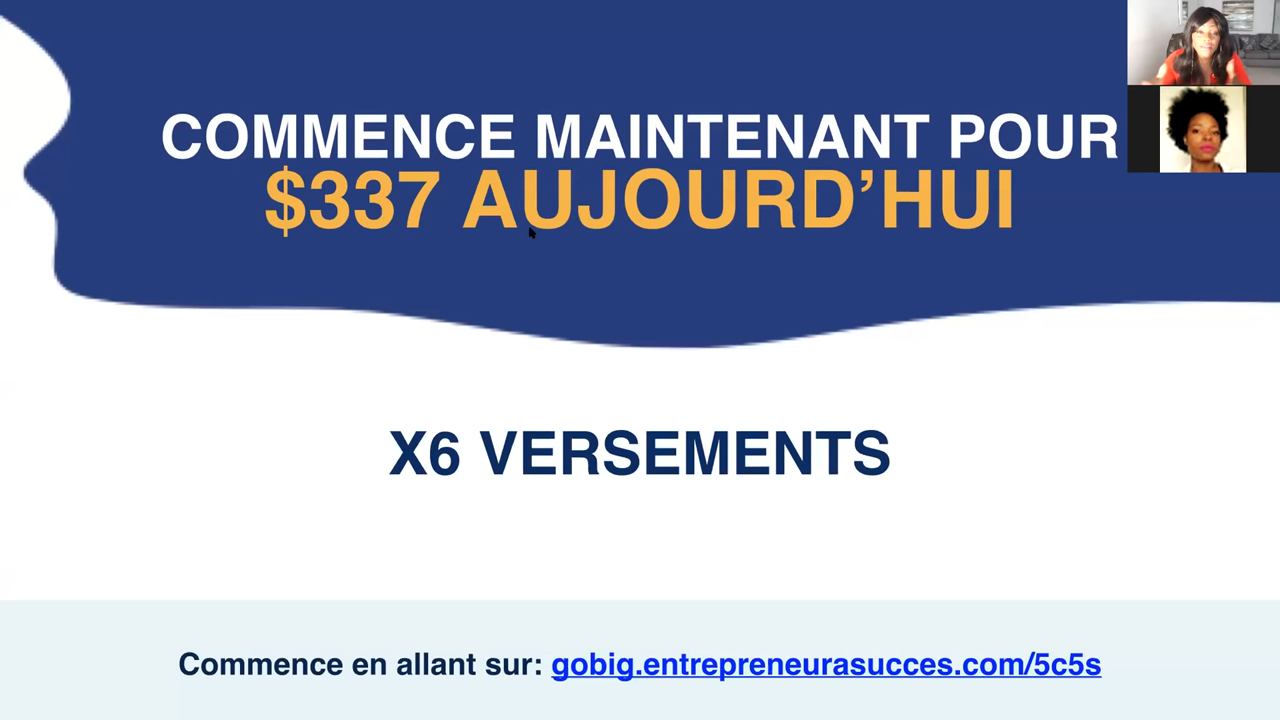 COMMENCE MAINTENANT POUR
$337 AUJOURD’HUI
X6 VERSEMENTS
Commence en allant sur: gobig.entrepreneurasucces.com/5c5s